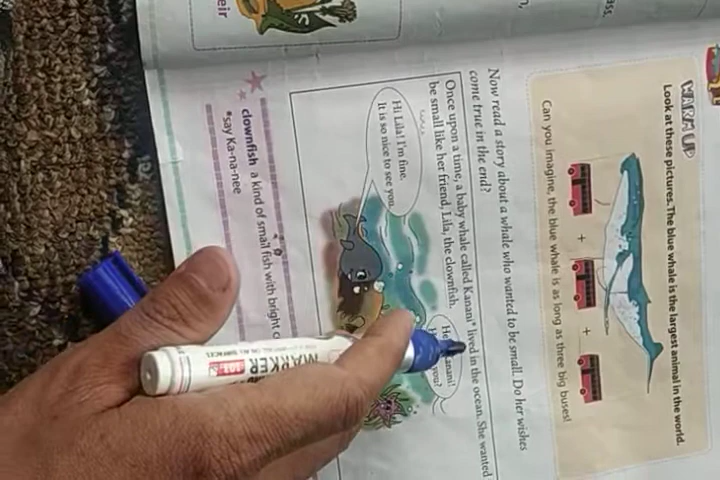 WARM UP
Look at these pictures. The blue whale is the largest animal in the world.
+ +
Can you imagine, the blue whale is as long as three big buses!
Now read a story about a whale who wanted to be small. Do her wishes
come true in the end?
Once upon a time, a baby whale called Kanani* lived in the ocean. She wanted
be small like her friend, Lila, the clownfish.
Kanani!
you?
Hi Lila! I'm fine.
It is so nice to see you.
clownfish a kind of small fish with bright
*say Ka-na-nee
MARKER
eir
ass.